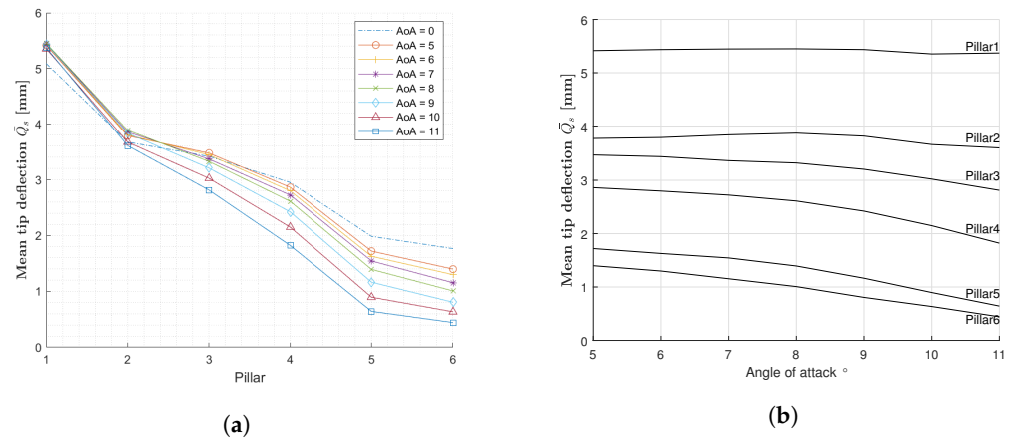 6
5
4
3
2
1
0
Mean tip deflection Q̄s [mm]
1 2 3 4 5 6
Pillar
AoA = 0
AoA = 5
AoA = 6
AoA = 7
AoA = 8
AoA = 9
AoA = 10
AoA = 11
(a)
6
5
4
3
2
1
0
Mean tip deflection Q̄s [mm]
Pillar1
Pillar2
Pillar3
Pillar4
Pillar5
Pillar6
5 6 7 8 9 10 11
Angle of attack °
(b)